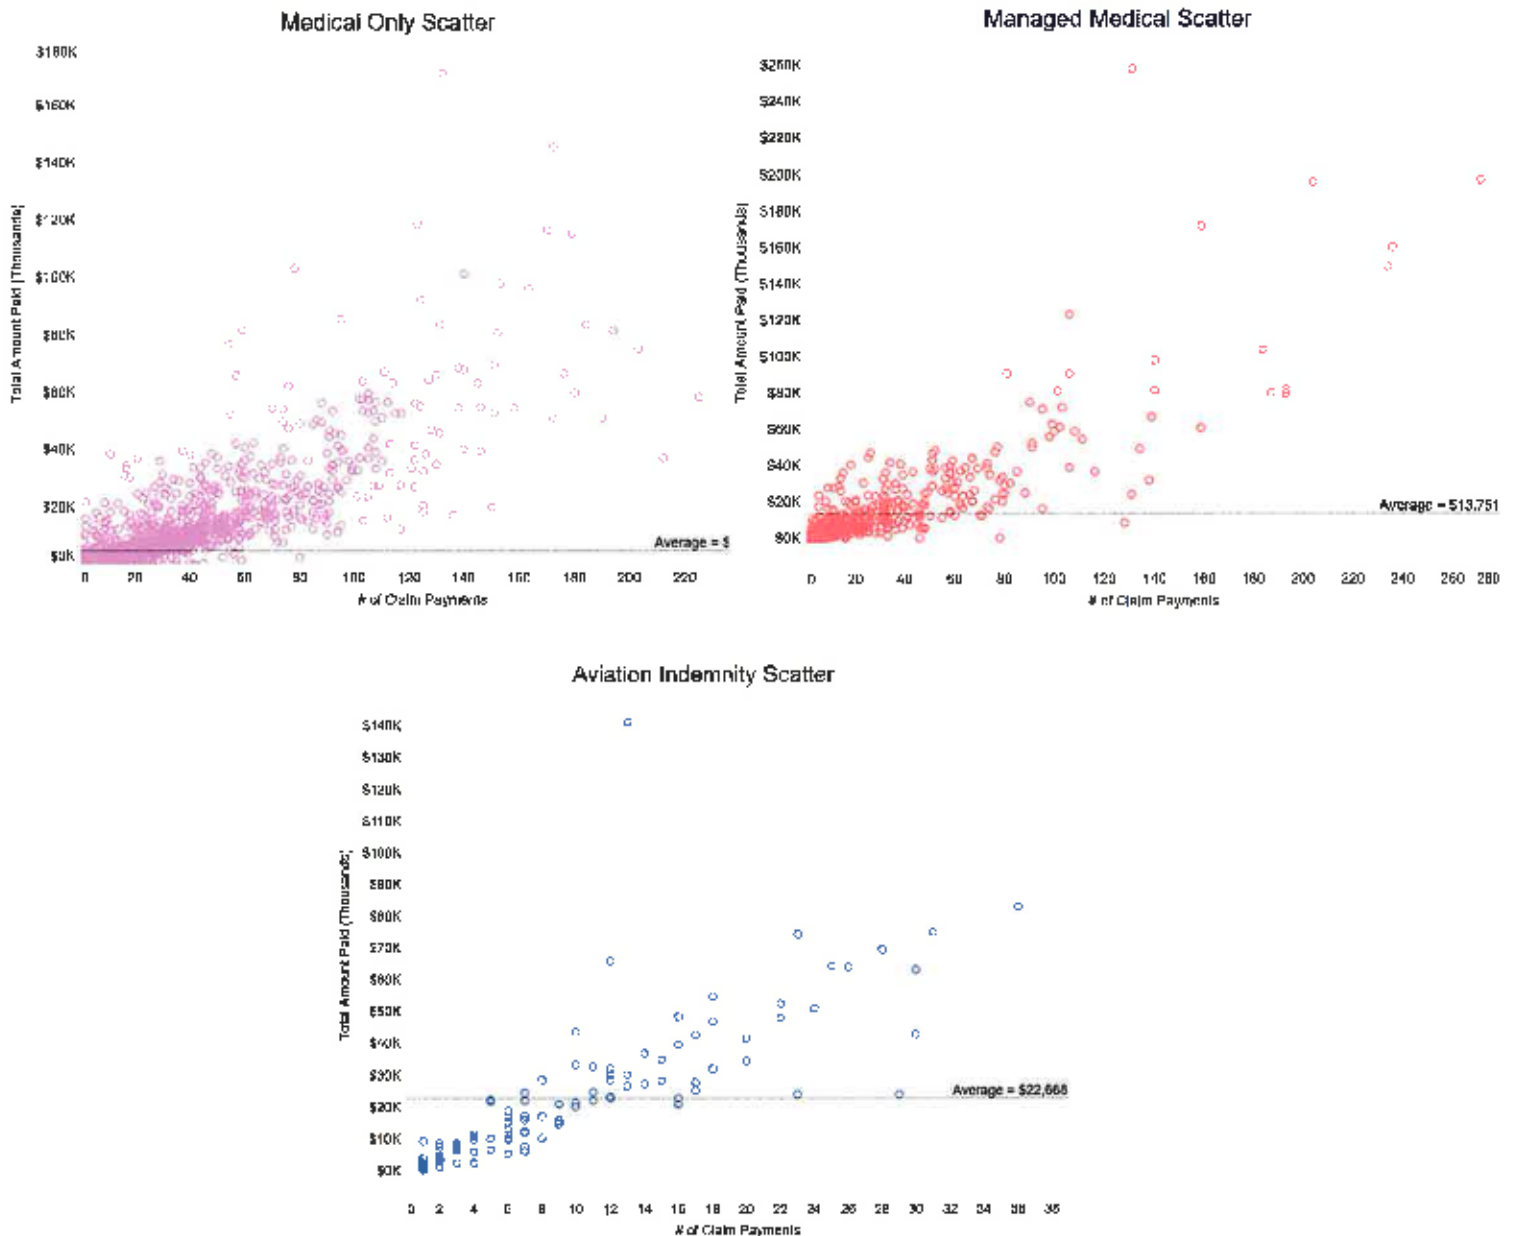 Medical Only Scatter
$180K
$160K
$140K
$120K
$100K
$80K
$60K
$40K
$20K
$0K
Total Amount Paid (Thousands)
Average = $
0 20 40 60 80 100 120 140 160 180 200 220
# of Claim Payments
Managed Medical Scatter
$260K
$240K
$220K
$200K
$180K
$160K
$140K
$120K
$100K
$80K
$60K
$40K
$20K
$0K
Total Amount Paid (Thousands)
Average = $13,751
0 20 40 60 80 100 120 140 160 180 200 220 240 260 280
# of Claim Payments
Aviation Indemnity Scatter
$140K
$130K
$120K
$110K
$100K
$90K
$80K
$70K
$60K
$50K
$40K
$30K
$20K
$10K
$0K
Total Amount Paid (Thousands)
Average = $22,668
0 2 4 6 8 10 12 14 16 18 20 22 24 26 28 30 32 34 36 38
# of Claim Payments